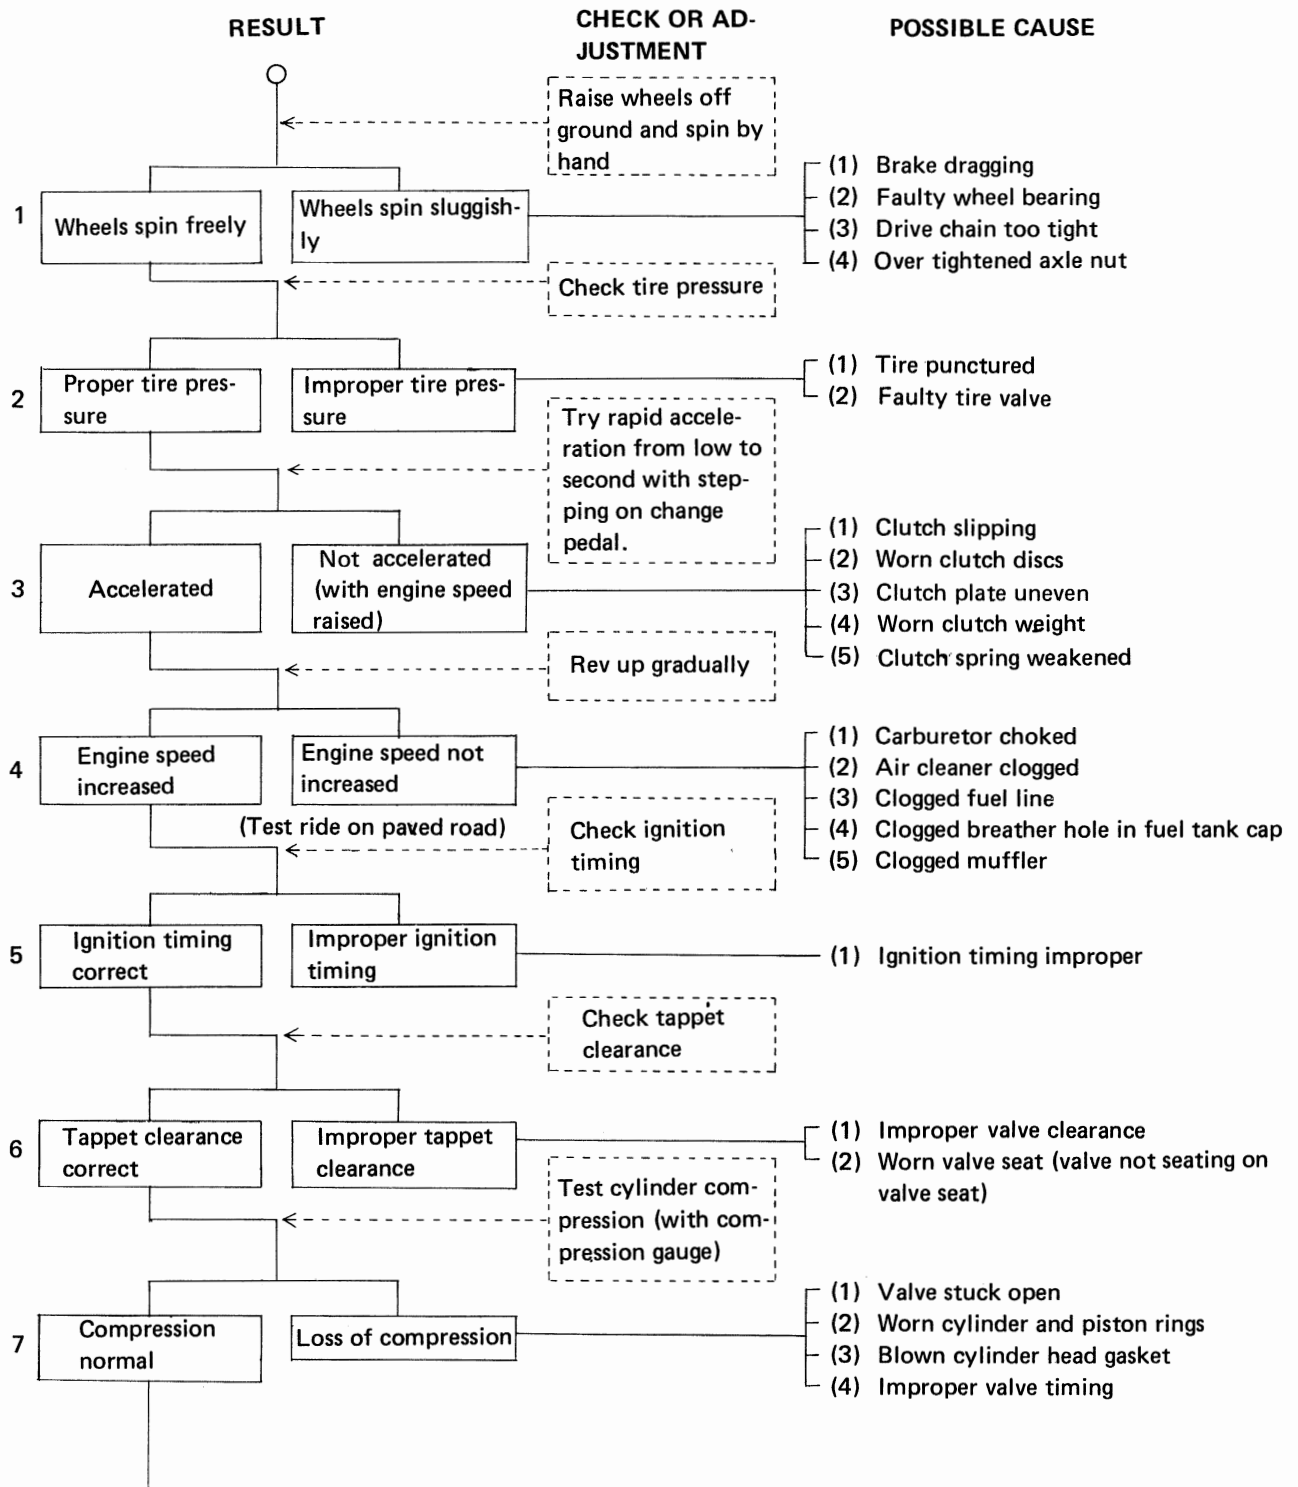 RESULT
CHECK OR AD-
JUSTMENT
POSSIBLE CAUSE
Raise wheels off
ground and spin by
hand
1
Wheels spin freely
Wheels spin sluggish-
ly
(1) Brake dragging
(2) Faulty wheel bearing
(3) Drive chain too tight
(4) Over tightened axle nut
Check tire pressure
2
Proper tire pres-
sure
Improper tire pres-
sure
(1) Tire punctured
(2) Faulty tire valve
Try rapid accele-
ration from low to
second with step-
ping on change
pedal.
3
Accelerated
Not accelerated
(with engine speed
raised)
(1) Clutch slipping
(2) Worn clutch discs
(3) Clutch plate uneven
(4) Worn clutch weight
(5) Clutch spring weakened
Rev up gradually
4
Engine speed
increased
Engine speed not
increased
(1) Carburetor choked
(2) Air cleaner clogged
(3) Clogged fuel line
(4) Clogged breather hole in fuel tank cap
(5) Clogged muffler
(Test ride on paved road)
Check ignition
timing
5
Ignition timing
correct
Improper ignition
timing
(1) Ignition timing improper
Check tappet
clearance
6
Tappet clearance
correct
Improper tappet
clearance
(1) Improper valve clearance
(2) Worn valve seat (valve not seating on
valve seat)
Test cylinder com-
pression (with com-
pression gauge)
7
Compression
normal
Loss of compression
(1) Valve stuck open
(2) Worn cylinder and piston rings
(3) Blown cylinder head gasket
(4) Improper valve timing